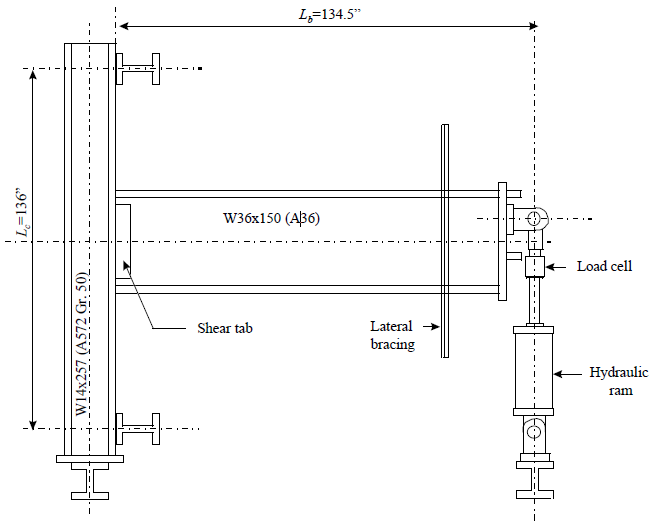 L_b=134.5”
L_c=136”
W36x150 (A36)
W14x257 (A572 Gr. 50)
Shear tab
Lateral
bracing
Load cell
Hydraulic
ram